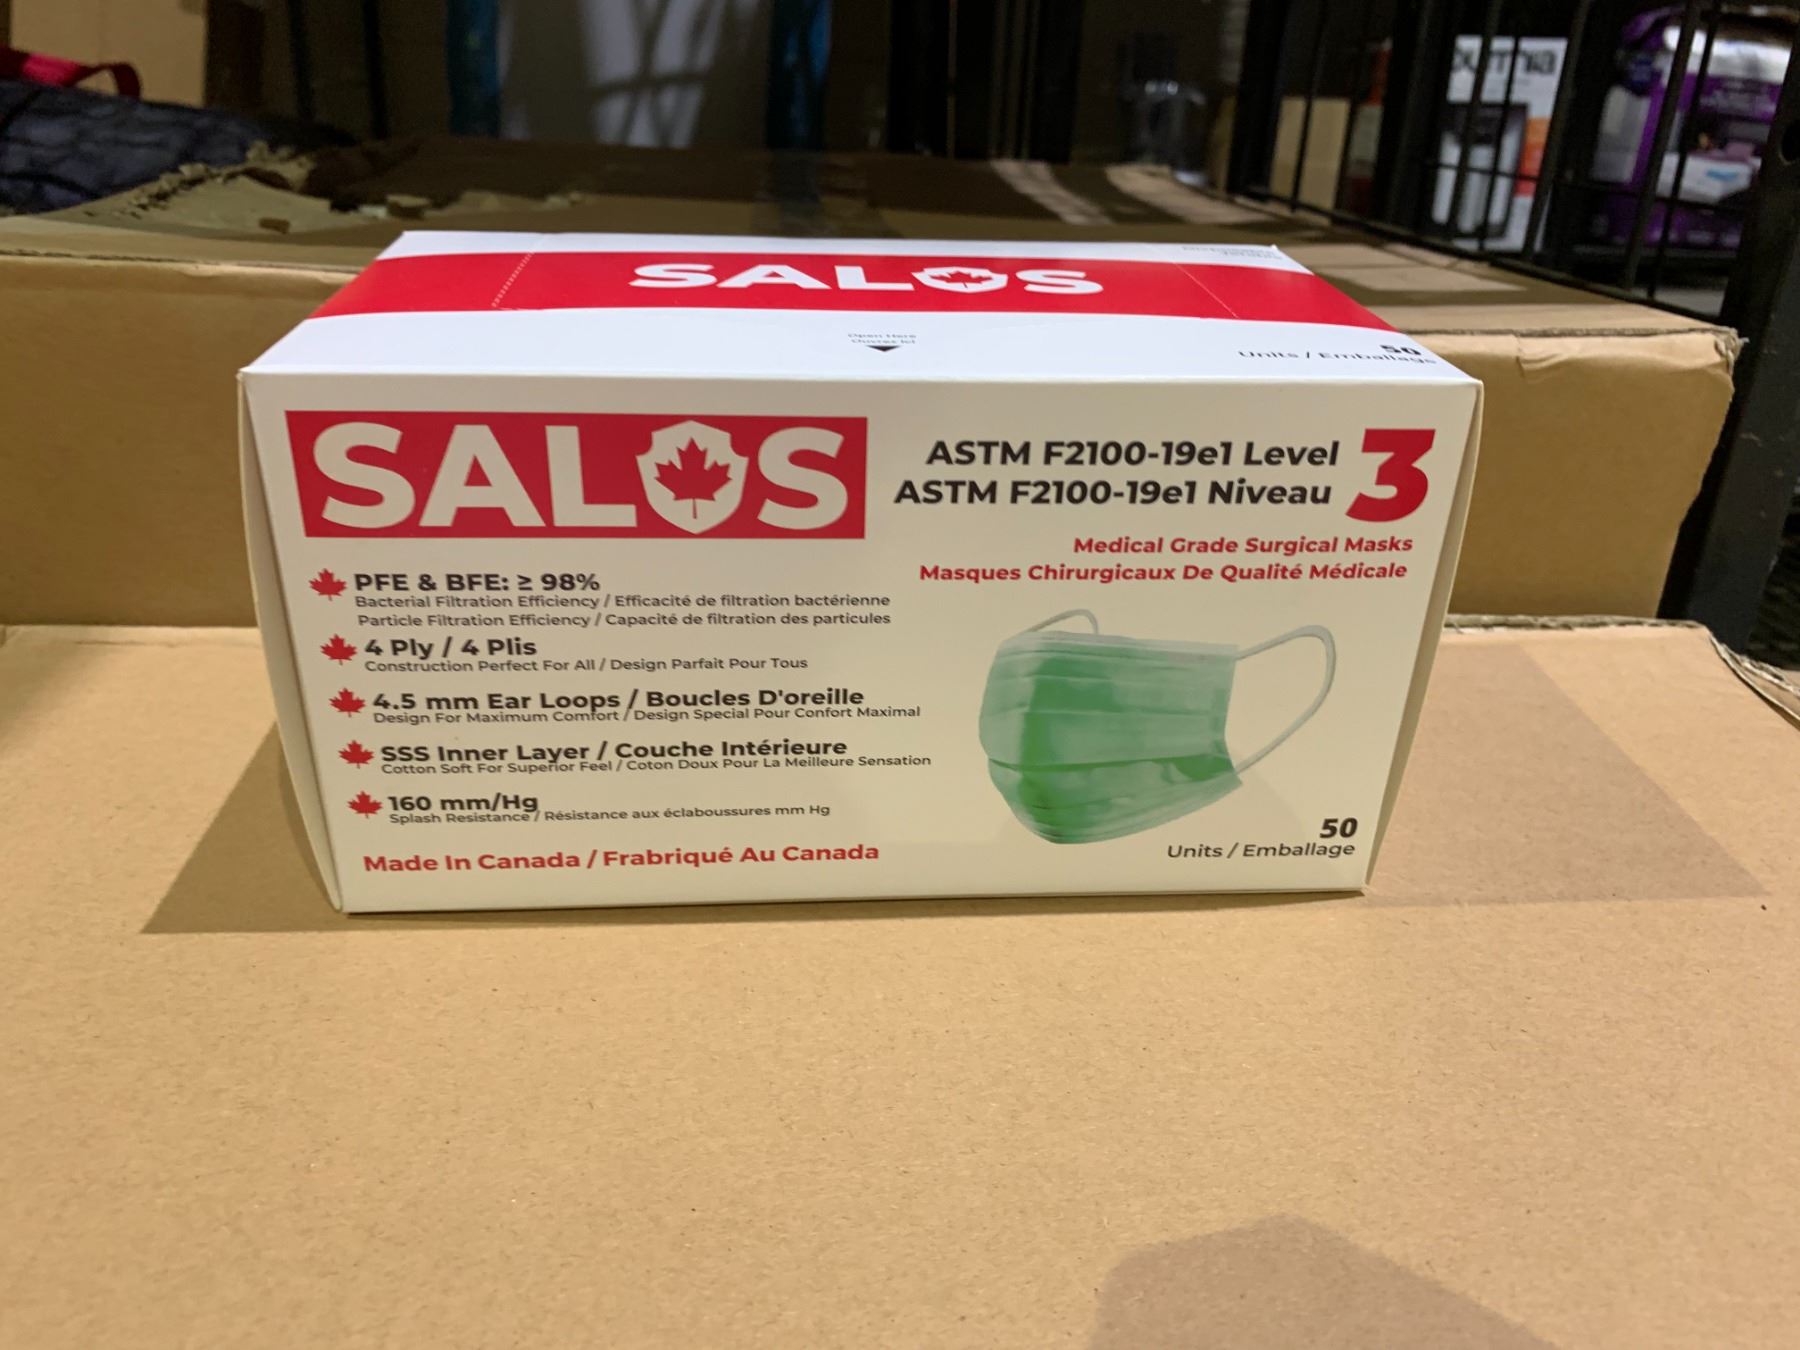 SALOS
Open Here
Ouvrez Ici
50
Units / Emballage
SALOS
ASTM F2100-19e1 Level 3
ASTM F2100-19e1 Niveau
Medical Grade Surgical Masks
Masques Chirurgicaux De Qualité Médicale
PFE & BFE: ≥ 98%
Bacterial Filtration Efficiency / Efficacité de filtration bactérienne
Particle Filtration Efficiency / Capacité de filtration des particules
4 Ply / 4 Plis
Construction Perfect For All / Design Parfait Pour Tous
4.5 mm Ear Loops / Boucles D'oreille
Design For Maximum Comfort / Design Special Pour Confort Maximal
SSS Inner Layer / Couche Intérieure
Cotton Soft For Superior Feel / Coton Doux Pour La Meilleure Sensation
160 mm/Hg
Splash Resistance / Résistance aux éclaboussures mm Hg
Made In Canada / Frabriqué Au Canada
50
Units / Emballage